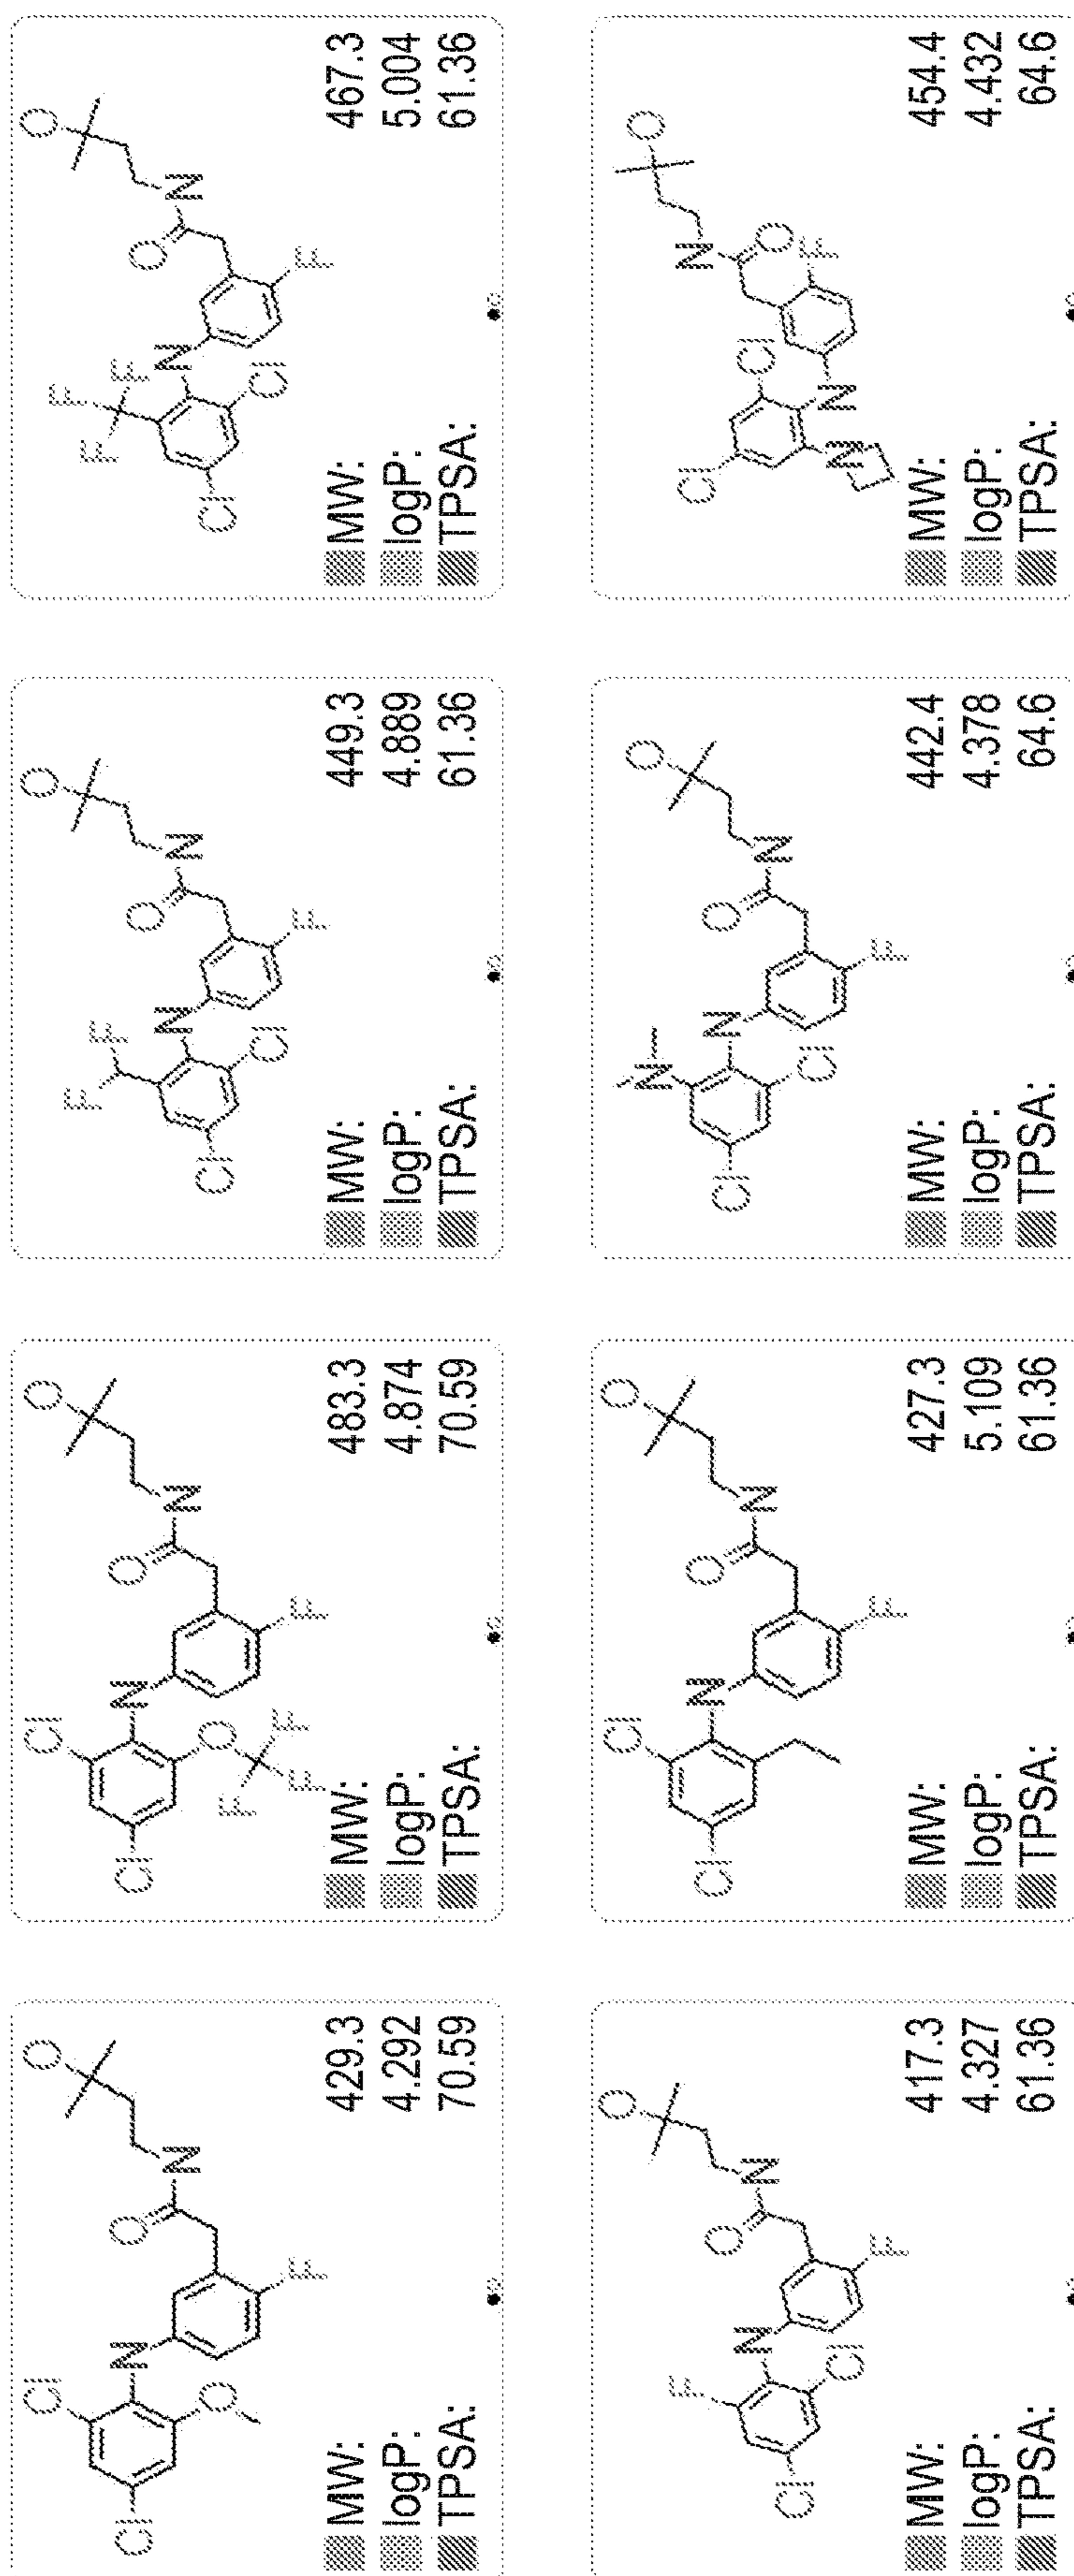 Cl O
Cl N O
N
O
F
MW: 429.3
logP: 4.292
TPSA: 70.59
Cl O
Cl N O
N
O
F
F F F
MW: 483.3
logP: 4.874
TPSA: 70.59
O
F F
O
N N
Cl
Cl
F
MW: 449.3
logP: 4.889
TPSA: 61.36
O
F
F F
O
N N
Cl
Cl
F
MW: 467.3
logP: 5.004
TPSA: 61.36
O
F
O
N N
Cl
Cl
F
MW: 417.3
logP: 4.327
TPSA: 61.36
Cl O
Cl N O
N
F
MW: 427.3
logP: 5.109
TPSA: 61.36
O
N
Cl N O
N
Cl
F
MW: 442.4
logP: 4.378
TPSA: 64.6
O
Cl N
Cl O
F
N N
MW: 454.4
logP: 4.432
TPSA: 64.6